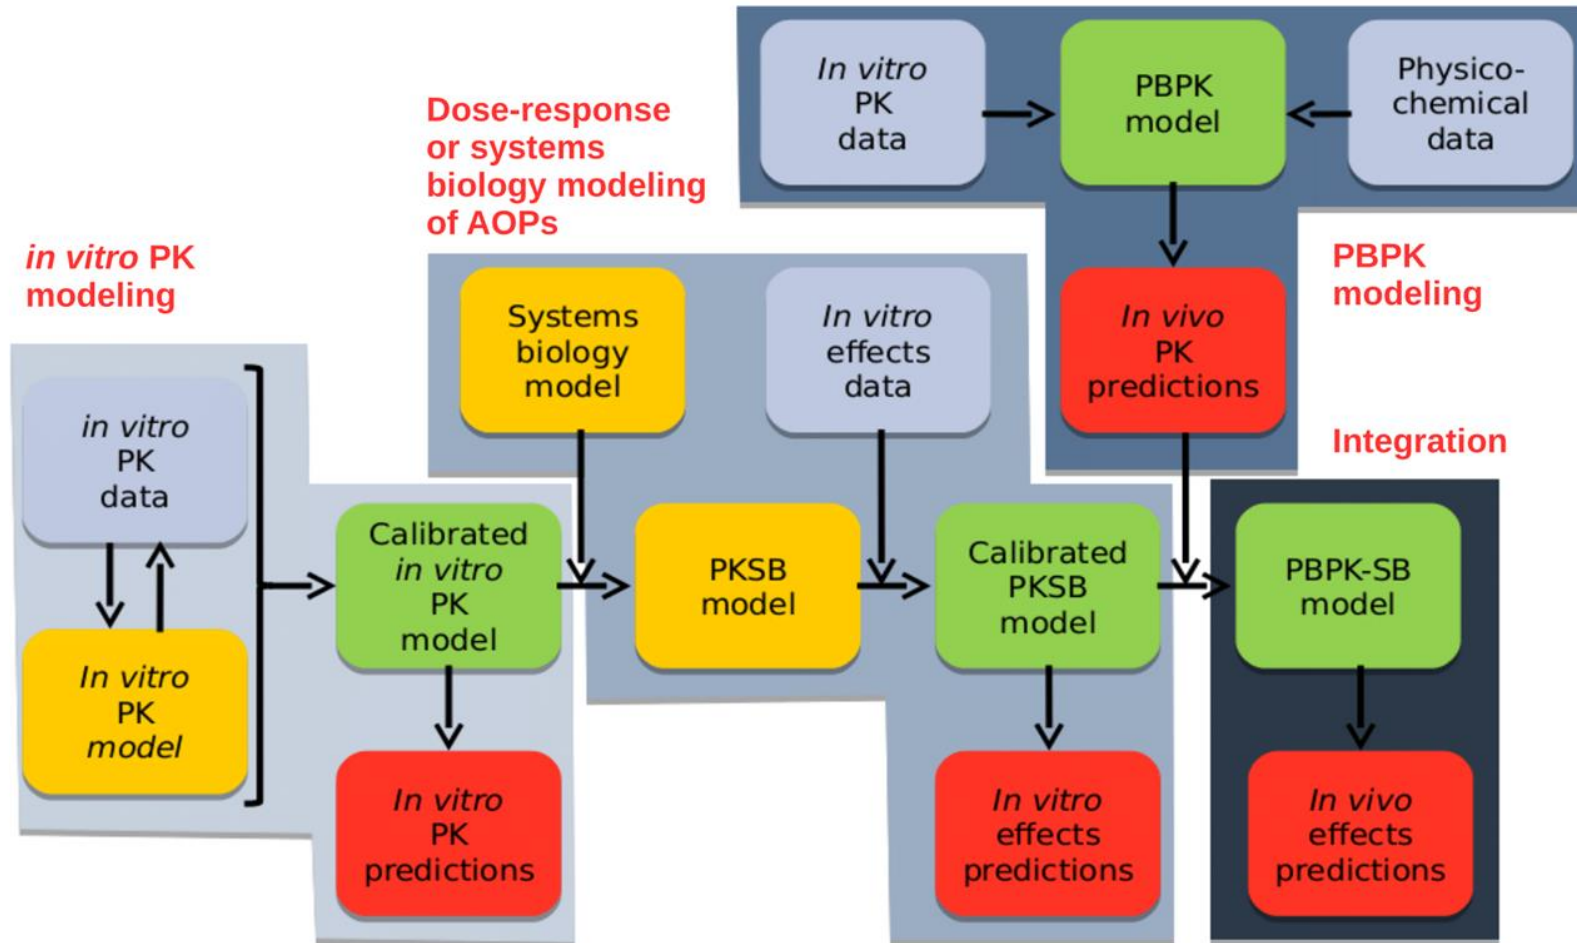 In vitro
PK
data
PBPK
model
Physico-
chemical
data
Dose-response
or systems
biology modeling
of AOPs
in vitro PK
modeling
PBPK
modeling
Systems
biology
model
In vitro
effects
data
In vivo
PK
predictions
Integration
in vitro
PK
data
In vitro
PK
model
Calibrated
in vitro
PK
model
PKSB
model
Calibrated
PKSB
model
PBPK-SB
model
In vitro
PK
predictions
In vitro
effects
predictions
In vivo
effects
predictions